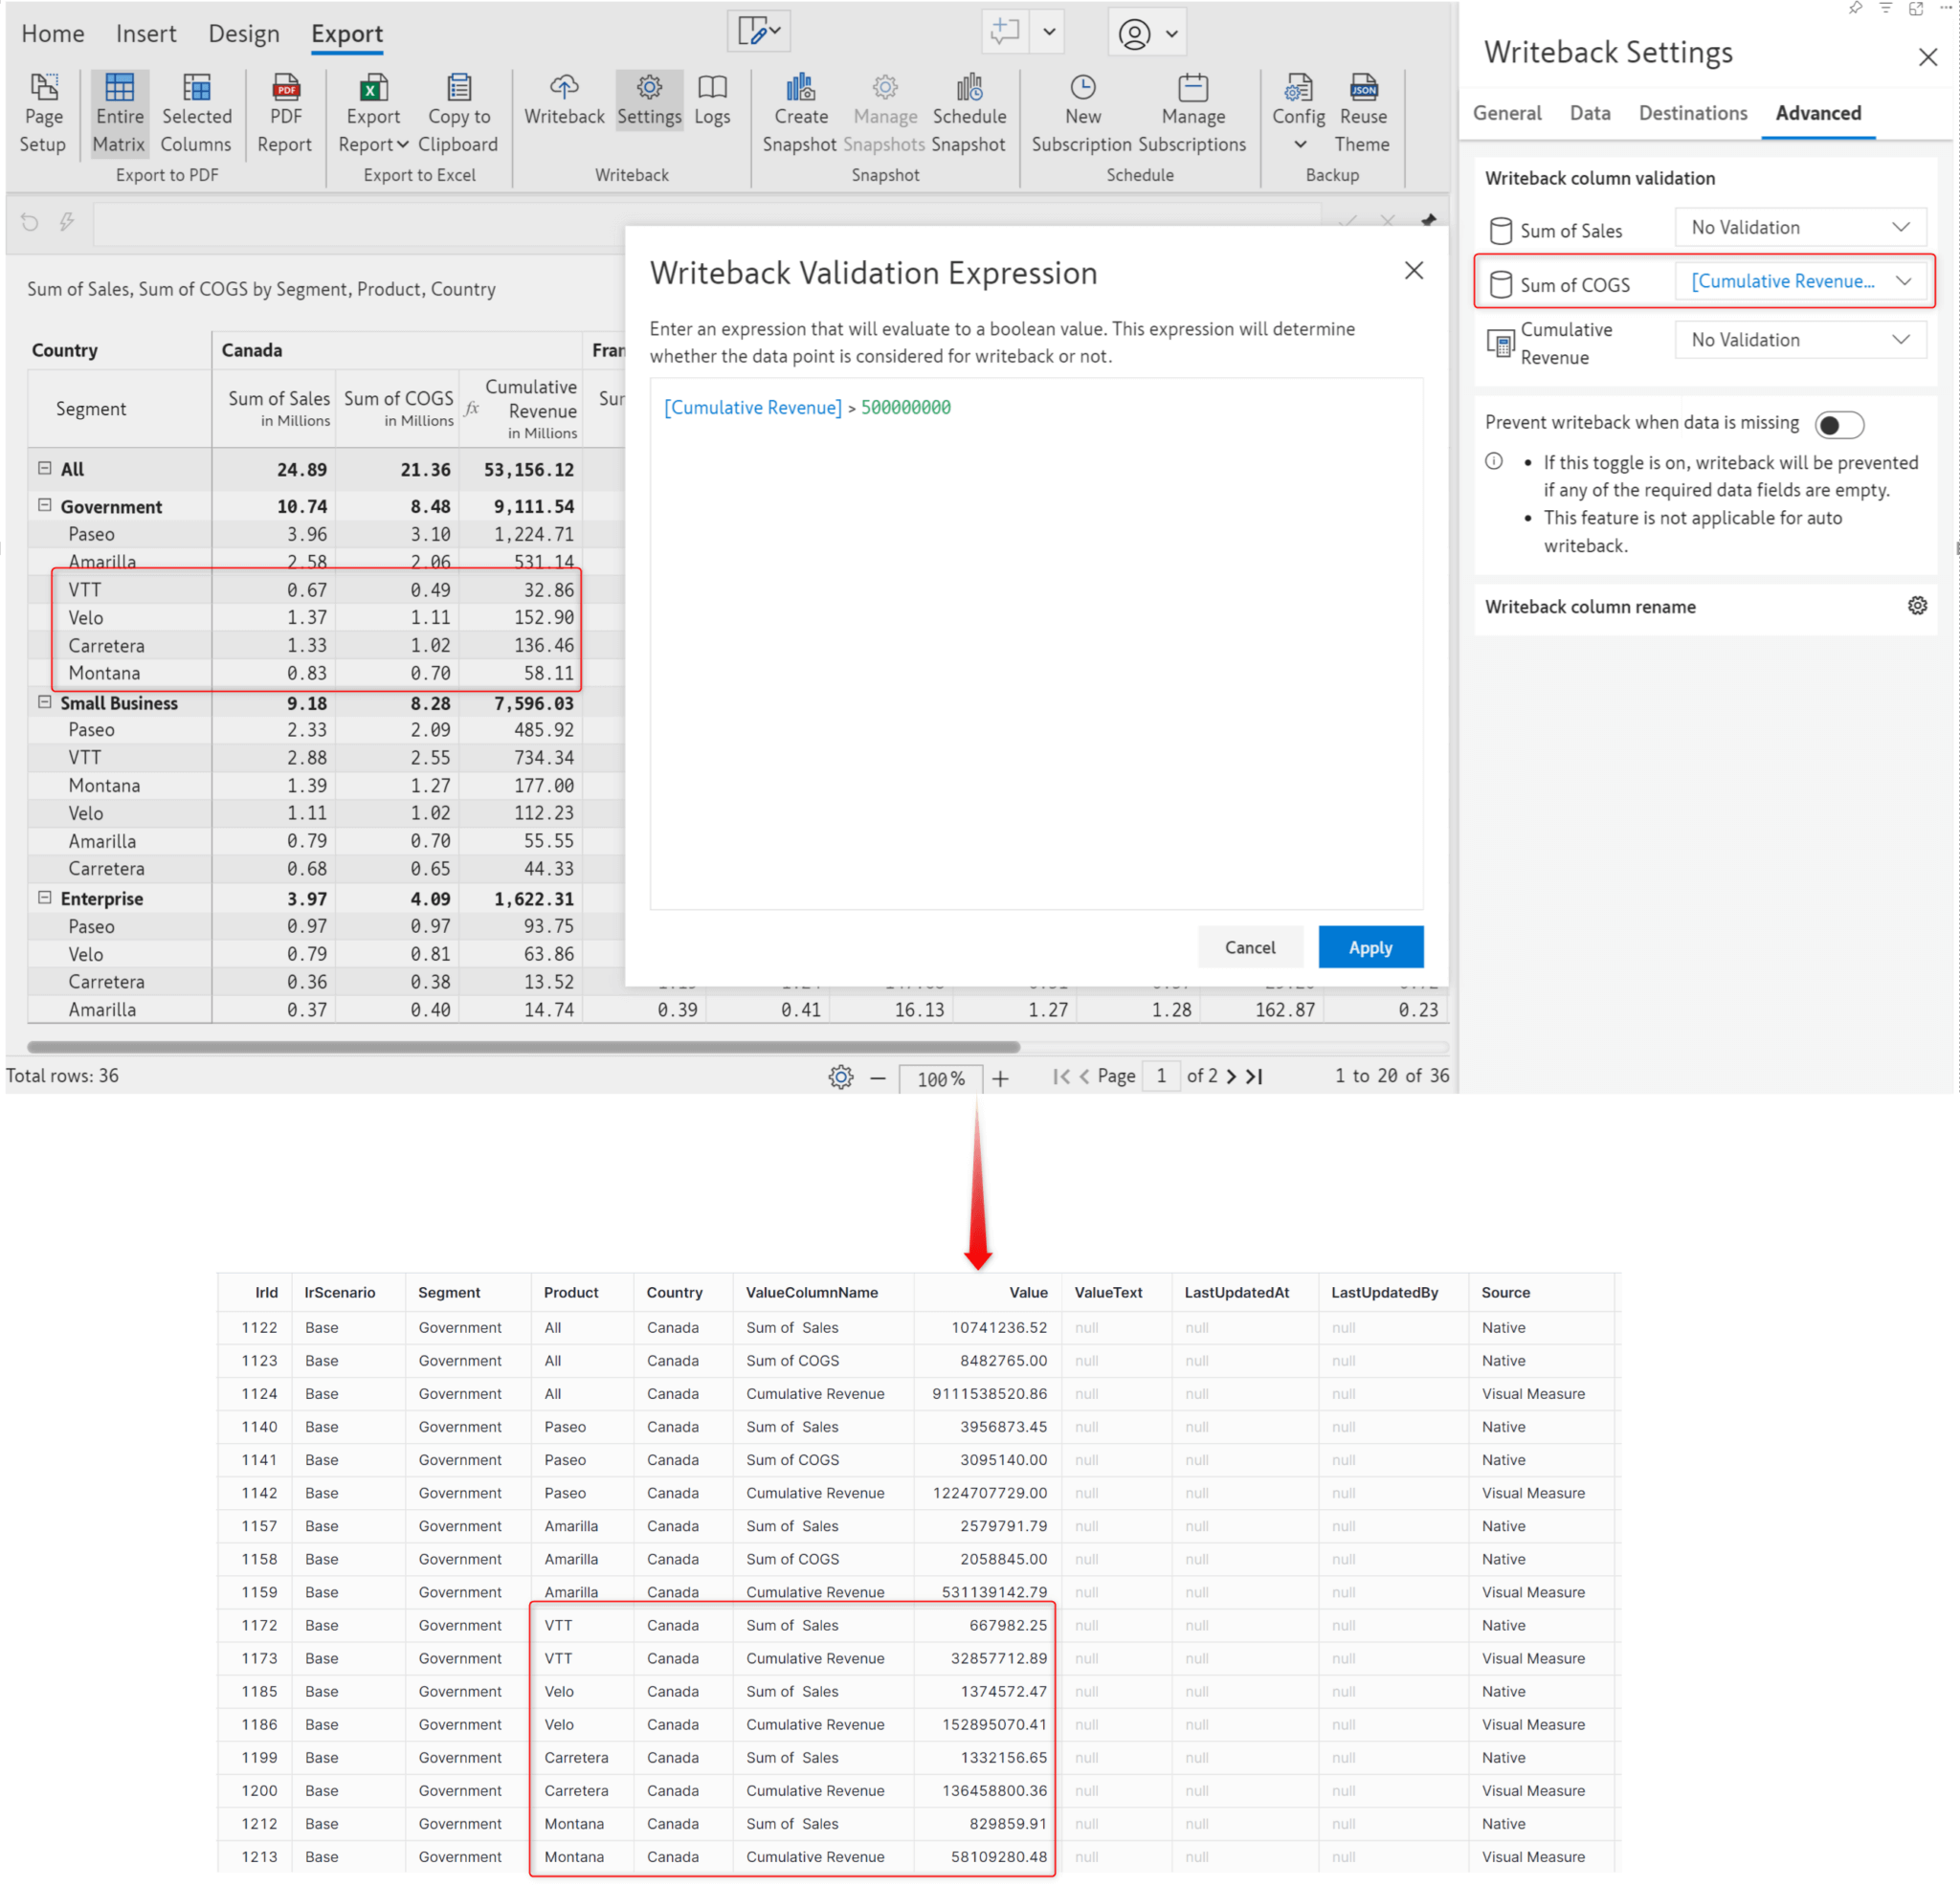 Home Insert Design Export
Page Setup
Entire Matrix
Selected Columns
PDF Report
Export Report
Copy to Clipboard
Writeback
Settings
Logs
Create Snapshot
Manage Snapshots
Schedule Snapshot
New Subscription
Manage Subscriptions
Config
Reuse Theme
Export to PDF Export to Excel Writeback Snapshot Schedule Backup
Sum of Sales, Sum of COGS by Segment, Product, Country
Country Canada Fran
Segment Sum of Sales in Millions Sum of COGS in Millions fx Cumulative Revenue in Millions Sur
All 24.89 21.36 53,156.12
Government 10.74 8.48 9,111.54
Paseo 3.96 3.10 1,224.71
Amarilla 2.58 2.06 531.14
VTT 0.67 0.49 32.86
Velo 1.37 1.11 152.90
Carretera 1.33 1.02 136.46
Montana 0.83 0.70 58.11
Small Business 9.18 8.28 7,596.03
Paseo 2.33 2.09 485.92
VTT 2.88 2.55 734.34
Montana 1.39 1.27 177.00
Velo 1.11 1.02 112.23
Amarilla 0.79 0.70 55.55
Carretera 0.68 0.65 44.33
Enterprise 3.97 4.09 1,622.31
Paseo 0.97 0.97 93.75
Velo 0.79 0.81 63.86
Carretera 0.36 0.38 13.52
Amarilla 0.37 0.40 14.74 0.39 0.41 16.13 1.27 1.28 162.87 0.23
Total rows: 36 100% Page 1 of 2 1 to 20 of 36
Writeback Validation Expression
Enter an expression that will evaluate to a boolean value. This expression will determine
whether the data point is considered for writeback or not.
[Cumulative Revenue] > 500000000
Cancel Apply
Writeback Settings
General Data Destinations Advanced
Writeback column validation
Sum of Sales No Validation
Sum of COGS [Cumulative Revenue...
Cumulative Revenue No Validation
Prevent writeback when data is missing
• If this toggle is on, writeback will be prevented
if any of the required data fields are empty.
• This feature is not applicable for auto
writeback.
Writeback column rename
IrId IrScenario Segment Product Country ValueColumnName Value ValueText LastUpdatedAt LastUpdatedBy Source
1122 Base Government All Canada Sum of Sales 10741236.52 null null null Native
1123 Base Government All Canada Sum of COGS 8482765.00 null null null Native
1124 Base Government All Canada Cumulative Revenue 9111538520.86 null null null Visual Measure
1140 Base Government Paseo Canada Sum of Sales 3956873.45 null null null Native
1141 Base Government Paseo Canada Sum of COGS 3095140.00 null null null Native
1142 Base Government Paseo Canada Cumulative Revenue 1224707729.00 null null null Visual Measure
1157 Base Government Amarilla Canada Sum of Sales 2579791.79 null null null Native
1158 Base Government Amarilla Canada Sum of COGS 2058845.00 null null null Native
1159 Base Government Amarilla Canada Cumulative Revenue 531139142.79 null null null Visual Measure
1172 Base Government VTT Canada Sum of Sales 667982.25 null null null Native
1173 Base Government VTT Canada Cumulative Revenue 32857712.89 null null null Visual Measure
1185 Base Government Velo Canada Sum of Sales 1374572.47 null null null Native
1186 Base Government Velo Canada Cumulative Revenue 152895070.41 null null null Visual Measure
1199 Base Government Carretera Canada Sum of Sales 1332156.65 null null null Native
1200 Base Government Carretera Canada Cumulative Revenue 136458800.36 null null null Visual Measure
1212 Base Government Montana Canada Sum of Sales 829859.91 null null null Native
1213 Base Government Montana Canada Cumulative Revenue 58109280.48 null null null Visual Measure